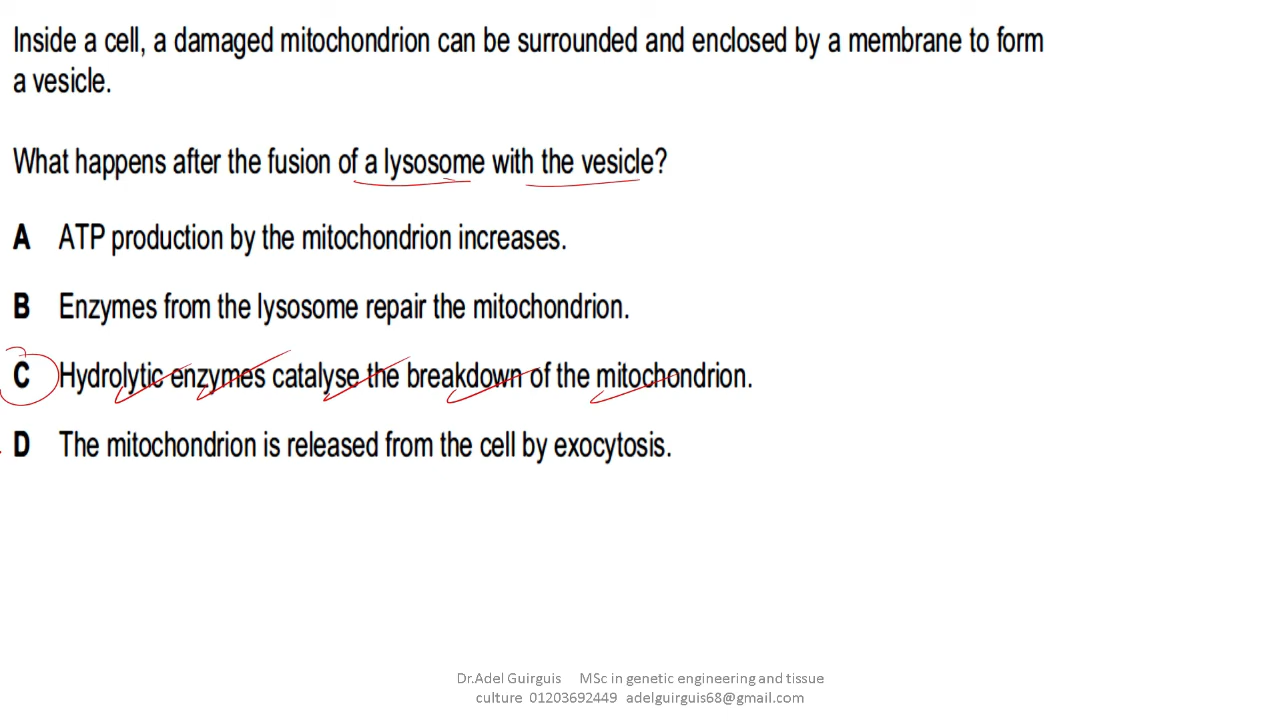 Inside a cell, a damaged mitochondrion can be surrounded and enclosed by a membrane to form
a vesicle.
What happens after the fusion of a lysosome with the vesicle?
A ATP production by the mitochondrion increases.
B Enzymes from the lysosome repair the mitochondrion.
C Hydrolytic enzymes catalyse the breakdown of the mitochondrion.
D The mitochondrion is released from the cell by exocytosis.
Dr.Adel Guirguis MSc in genetic engineering and tissue
culture 01203692449 adelguirguis68@gmail.com